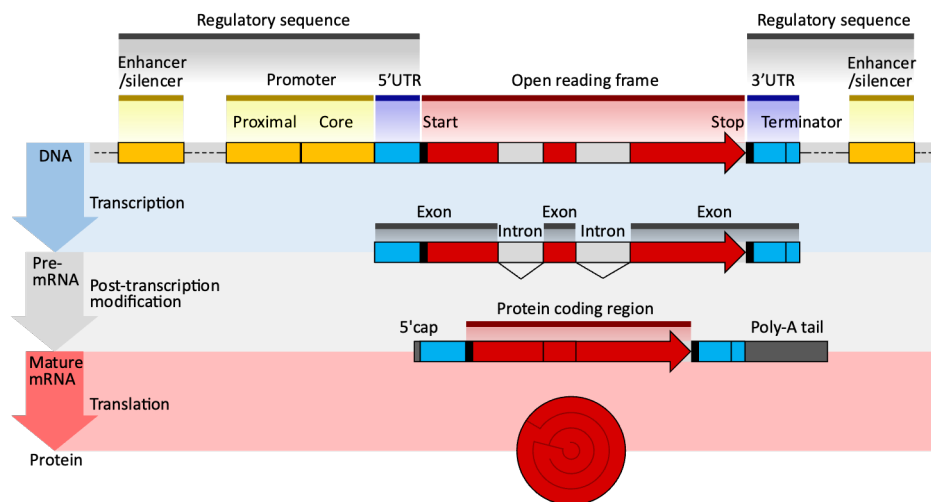 Regulatory sequence
Regulatory sequence
Enhancer
/silencer
Promoter
5'UTR
Open reading frame
3'UTR
Enhancer
/silencer
Proximal
Core
Start
Stop
Terminator
DNA
Transcription
Exon
Exon
Exon
Intron
Intron
Pre-
mRNA
Post-transcription
modification
Protein coding region
5'cap
Poly-A tail
Mature
mRNA
Translation
Protein